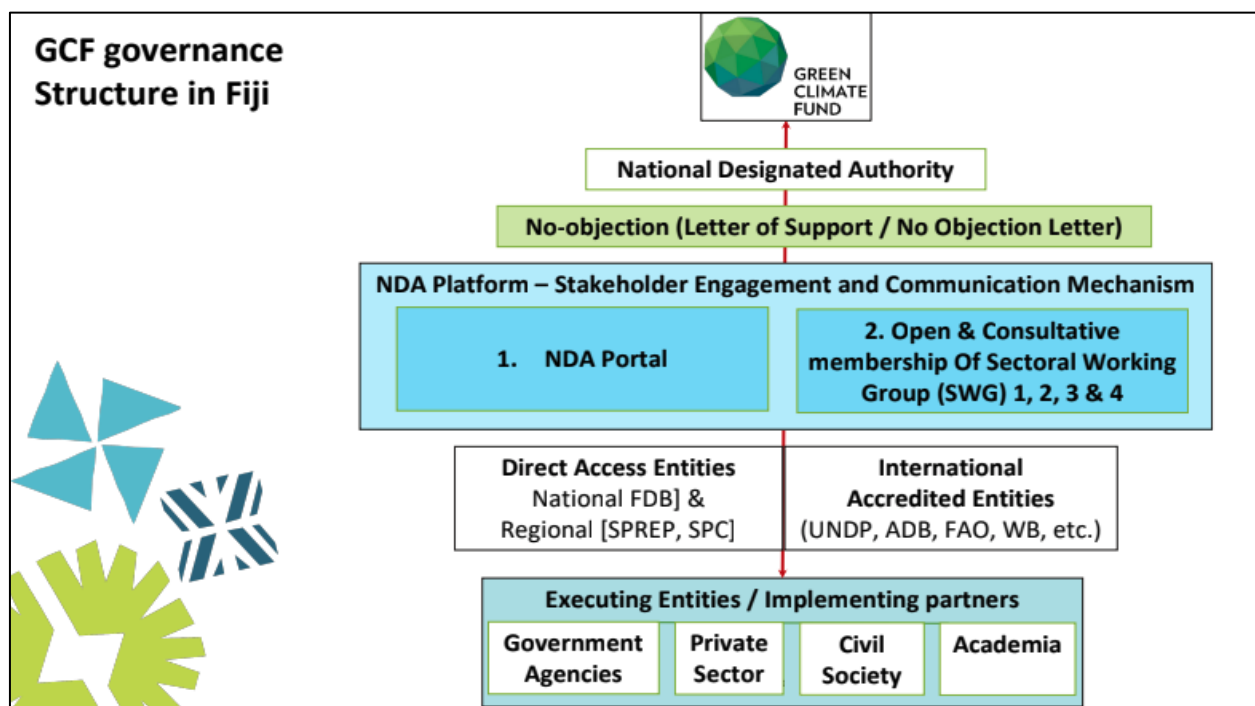 GCF governance
Structure in Fiji
GREEN
CLIMATE
FUND
National Designated Authority
No-objection (Letter of Support / No Objection Letter)
NDA Platform – Stakeholder Engagement and Communication Mechanism
1. NDA Portal
2. Open & Consultative
membership Of Sectoral Working
Group (SWG) 1, 2, 3 & 4
Direct Access Entities
National FDB] &
Regional [SPREP, SPC]
International
Accredited Entities
(UNDP, ADB, FAO, WB, etc.)
Executing Entities / Implementing partners
Government
Agencies
Private
Sector
Civil
Society
Academia